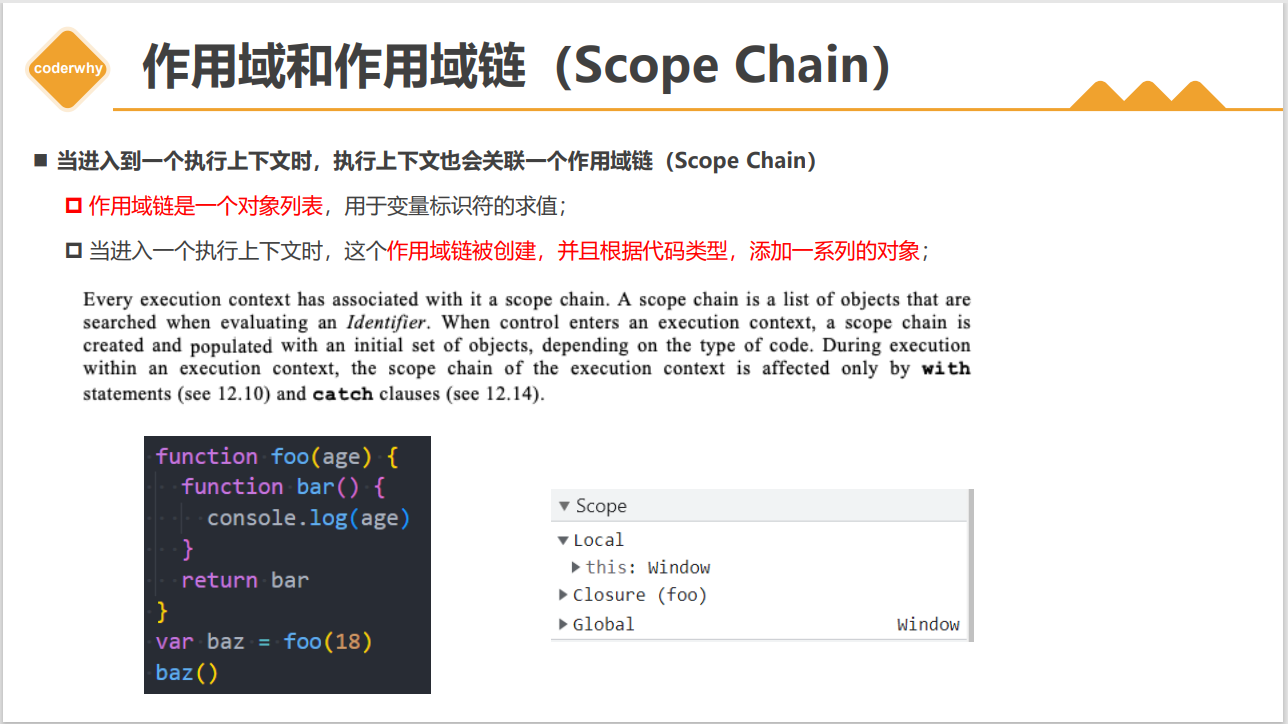 coderwhy
作用域和作用域链（Scope Chain）
当进入到一个执行上下文时，执行上下文也会关联一个作用域链（Scope Chain）
作用域链是一个对象列表，用于变量标识符的求值；
当进入一个执行上下文时，这个作用域链被创建，并且根据代码类型，添加一系列的对象；
Every execution context has associated with it a scope chain. A scope chain is a list of objects that are
searched when evaluating an Identifier. When control enters an execution context, a scope chain is
created and populated with an initial set of objects, depending on the type of code. During execution
within an execution context, the scope chain of the execution context is affected only by with
statements (see 12.10) and catch clauses (see 12.14).
function foo(age) {
function bar() {
console.log(age)
}
return bar
}
var baz = foo(18)
baz()
Scope
Local
this: Window
Closure (foo)
Global Window